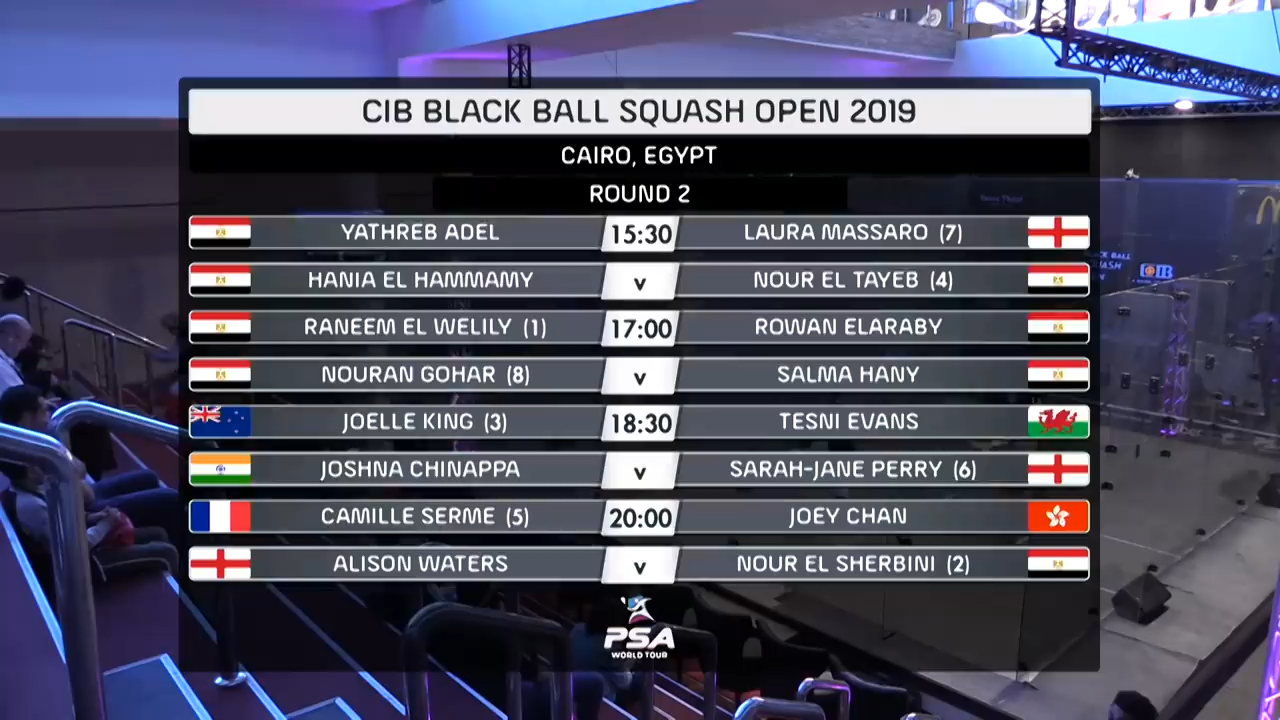 CIB BLACK BALL SQUASH OPEN 2019
CAIRO, EGYPT
ROUND 2
YATHREB ADEL 15:30 LAURA MASSARO (7)
HANIA EL HAMMAMY v NOUR EL TAYEB (4)
RANEEM EL WELILY (1) 17:00 ROWAN ELARABY
NOURAN GOHAR (8) v SALMA HANY
JOELLE KING (3) 18:30 TESNI EVANS
JOSHNA CHINAPPA v SARAH-JANE PERRY (6)
CAMILLE SERME (5) 20:00 JOEY CHAN
ALISON WATERS v NOUR EL SHERBINI (2)
PSA
WORLD TOUR
CIB